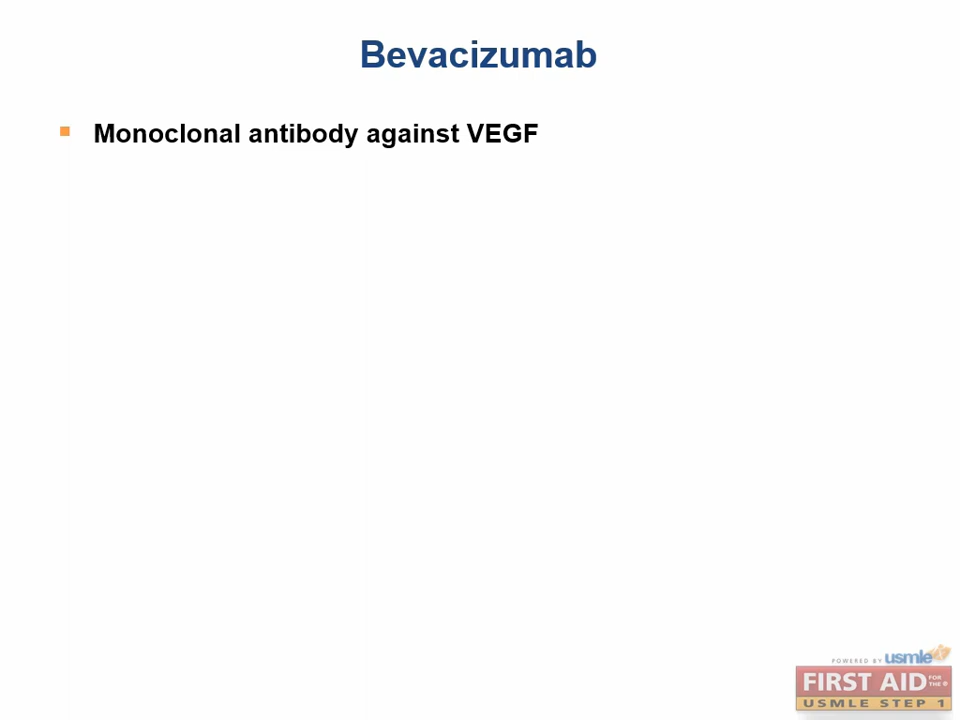 Bevacizumab
Monoclonal antibody against VEGF
POWERED BY usmle
FIRST AID FOR THE®
USMLE STEP 1